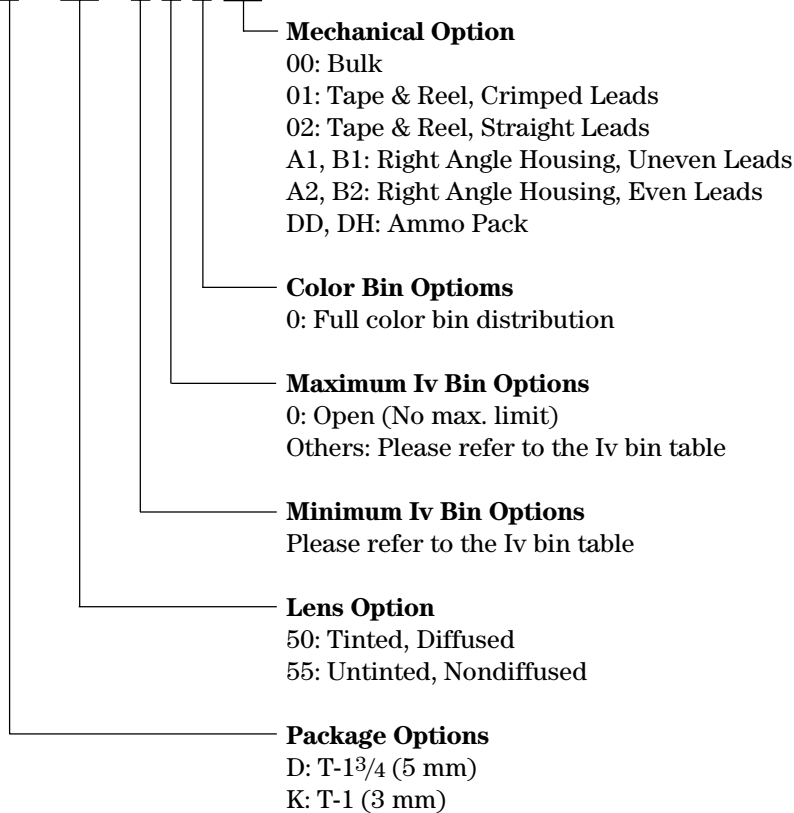 Mechanical Option
00: Bulk
01: Tape & Reel, Crimped Leads
02: Tape & Reel, Straight Leads
A1, B1: Right Angle Housing, Uneven Leads
A2, B2: Right Angle Housing, Even Leads
DD, DH: Ammo Pack
Color Bin Optioms
0: Full color bin distribution
Maximum Iv Bin Options
0: Open (No max. limit)
Others: Please refer to the Iv bin table
Minimum Iv Bin Options
Please refer to the Iv bin table
Lens Option
50: Tinted, Diffused
55: Untinted, Nondiffused
Package Options
D: T-13/4 (5 mm)
K: T-1 (3 mm)